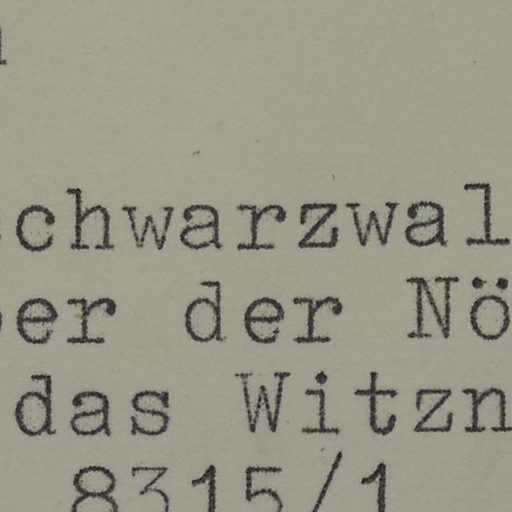 chwarzwal
er der Nö
das Witzn
8315/1